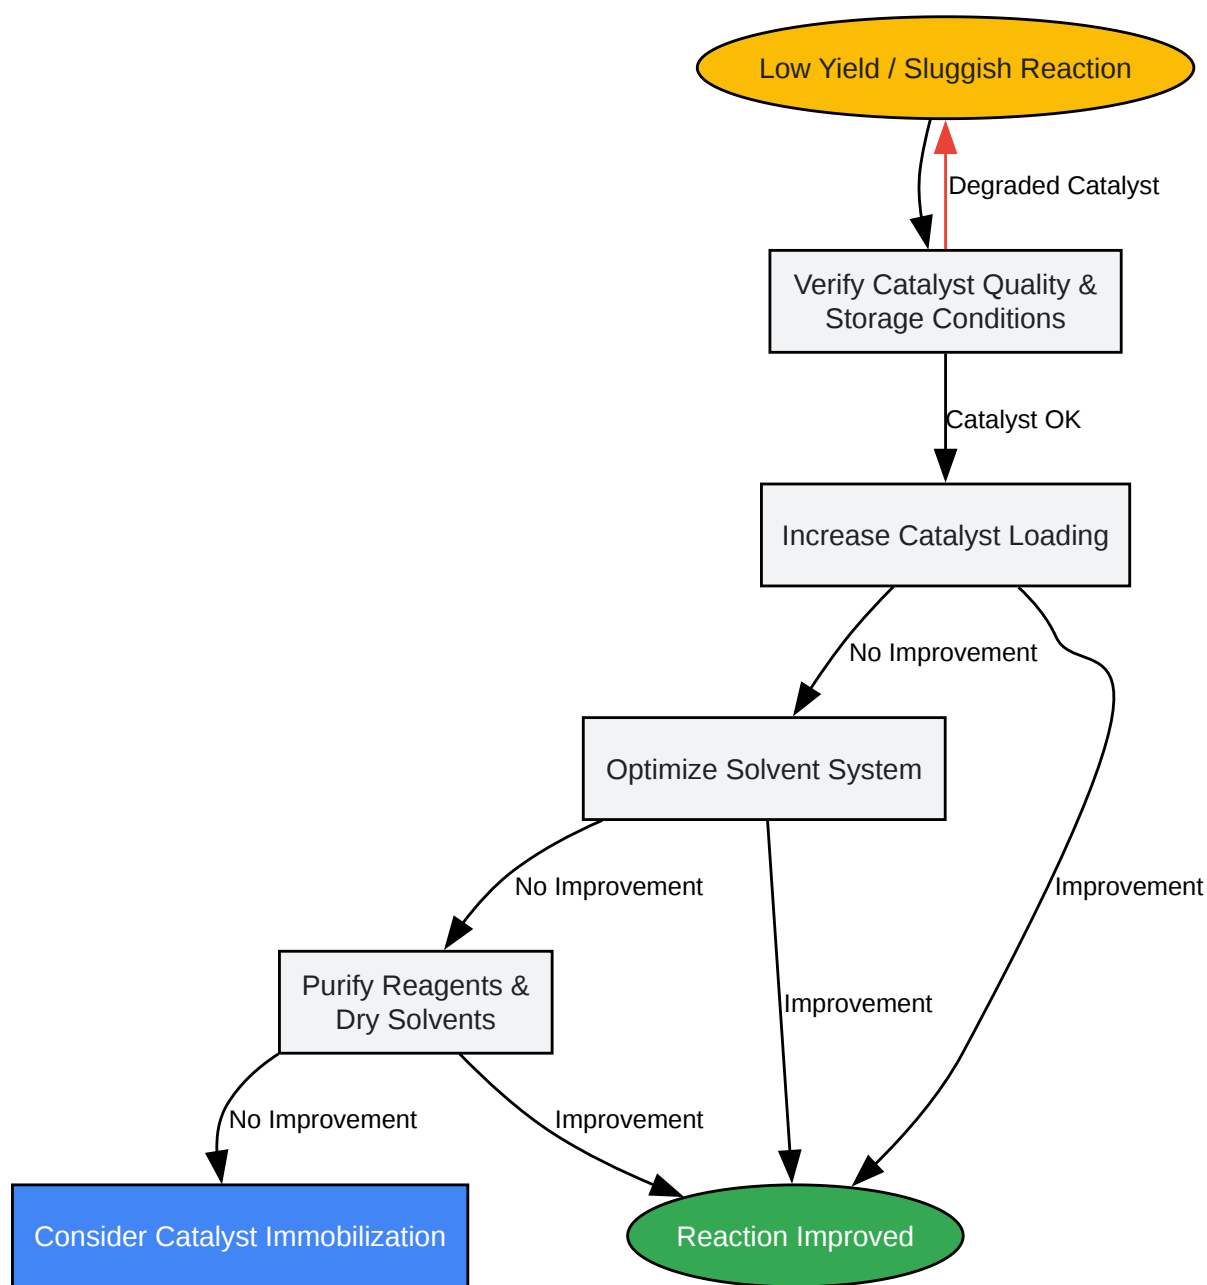 Low Yield / Sluggish Reaction
Degraded Catalyst
Verify Catalyst Quality &
Storage Conditions
Catalyst OK
Increase Catalyst Loading
No Improvement
Optimize Solvent System
No Improvement
Improvement
Purify Reagents &
Dry Solvents
Improvement
No Improvement
Improvement
Consider Catalyst Immobilization
Reaction Improved